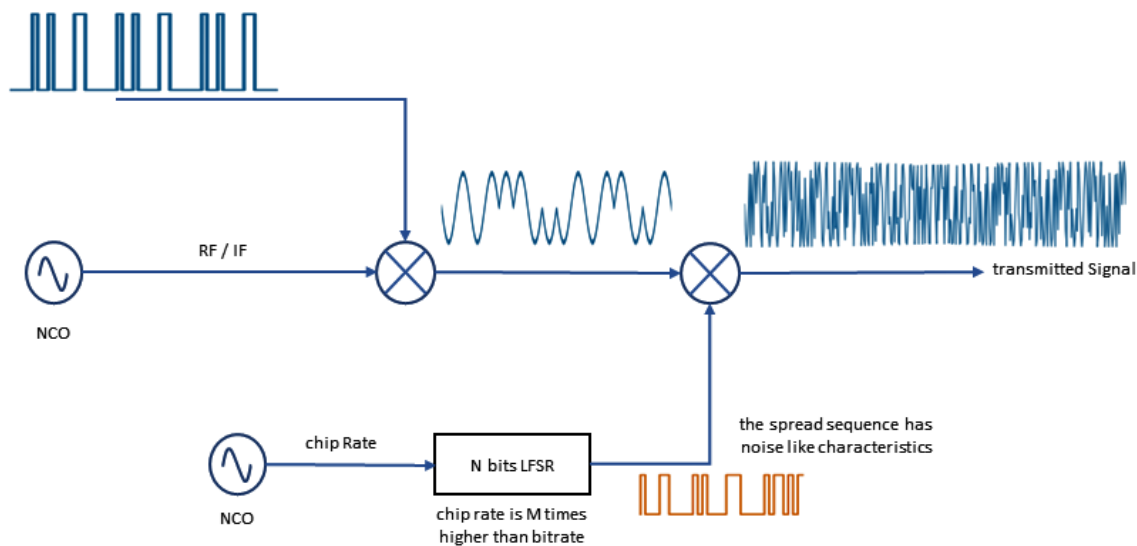 RF / IF
transmitted Signal
NCO
the spread sequence has
noise like characteristics
chip Rate
N bits LFSR
NCO
chip rate is M times
higher than bitrate